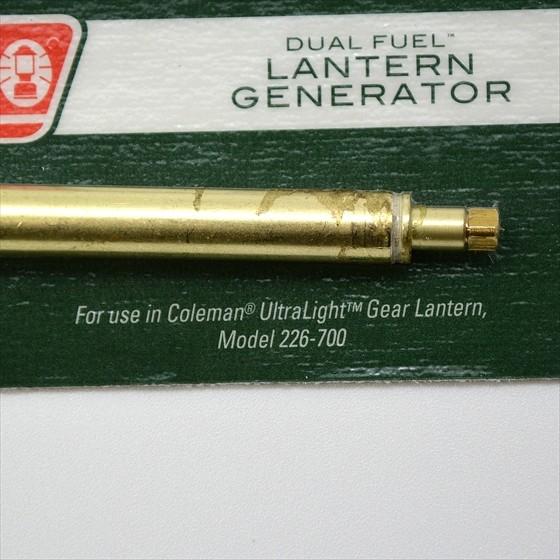 DUAL FUEL™
LANTERN
GENERATOR
For use in Coleman® UltraLight™ Gear Lantern,
Model 226-700